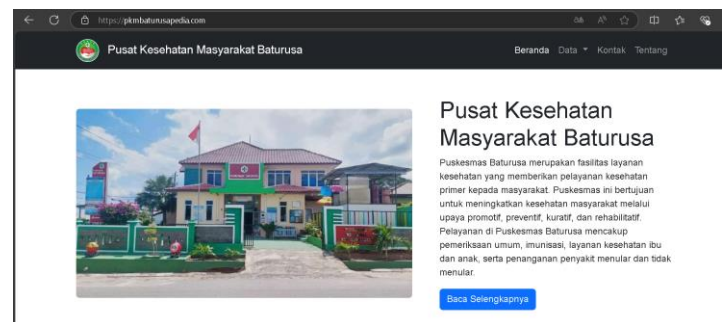 https://pkmbaturusapedia.com
Pusat Kesehatan Masyarakat Baturusa
Beranda Data Kontak Tentang
Pusat Kesehatan
Masyarakat Baturusa
Puskesmas Baturusa merupakan fasilitas layanan
kesehatan yang memberikan pelayanan kesehatan
primer kepada masyarakat. Puskesmas ini bertujuan
untuk meningkatkan kesehatan masyarakat melalui
upaya promotif, preventif, kuratif, dan rehabilitatif.
Pelayanan di Puskesmas Baturusa mencakup
pemeriksaan umum, imunisasi, layanan kesehatan ibu
dan anak, serta penanganan penyakit menular dan tidak
menular.
Baca Selengkapnya